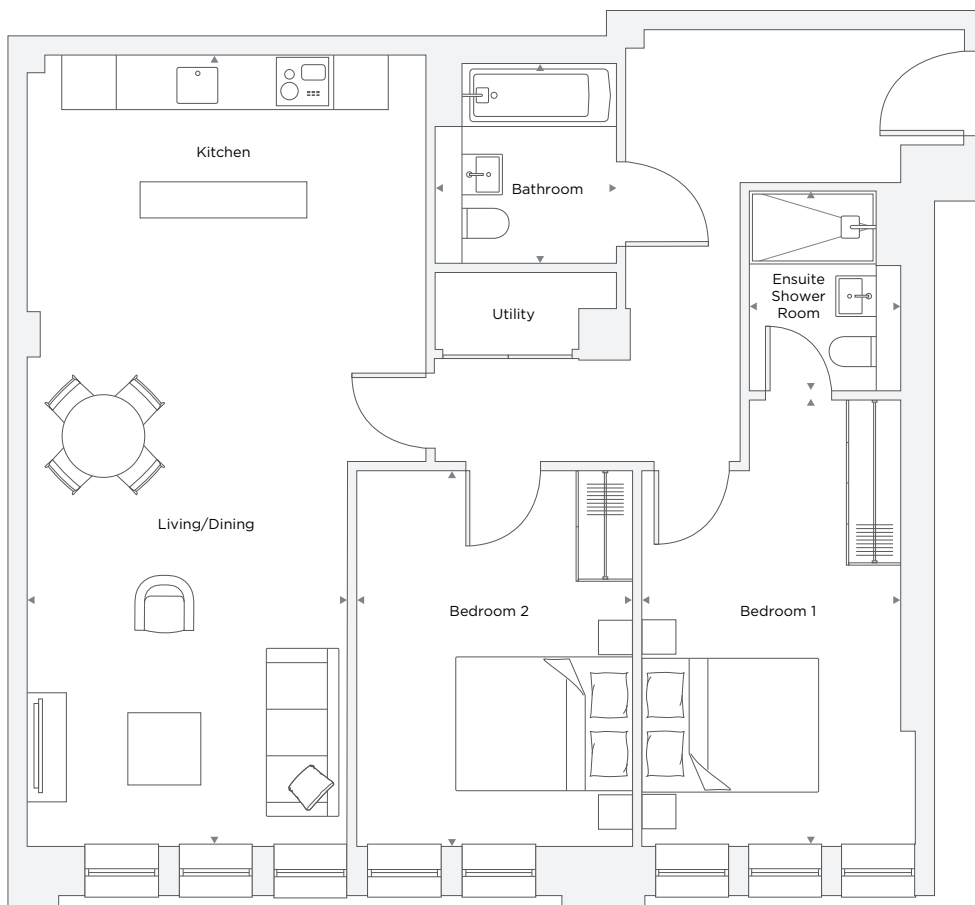 Kitchen
Bathroom
Ensuite
Shower
Room
Utility
Living/Dining
Bedroom 2
Bedroom 1